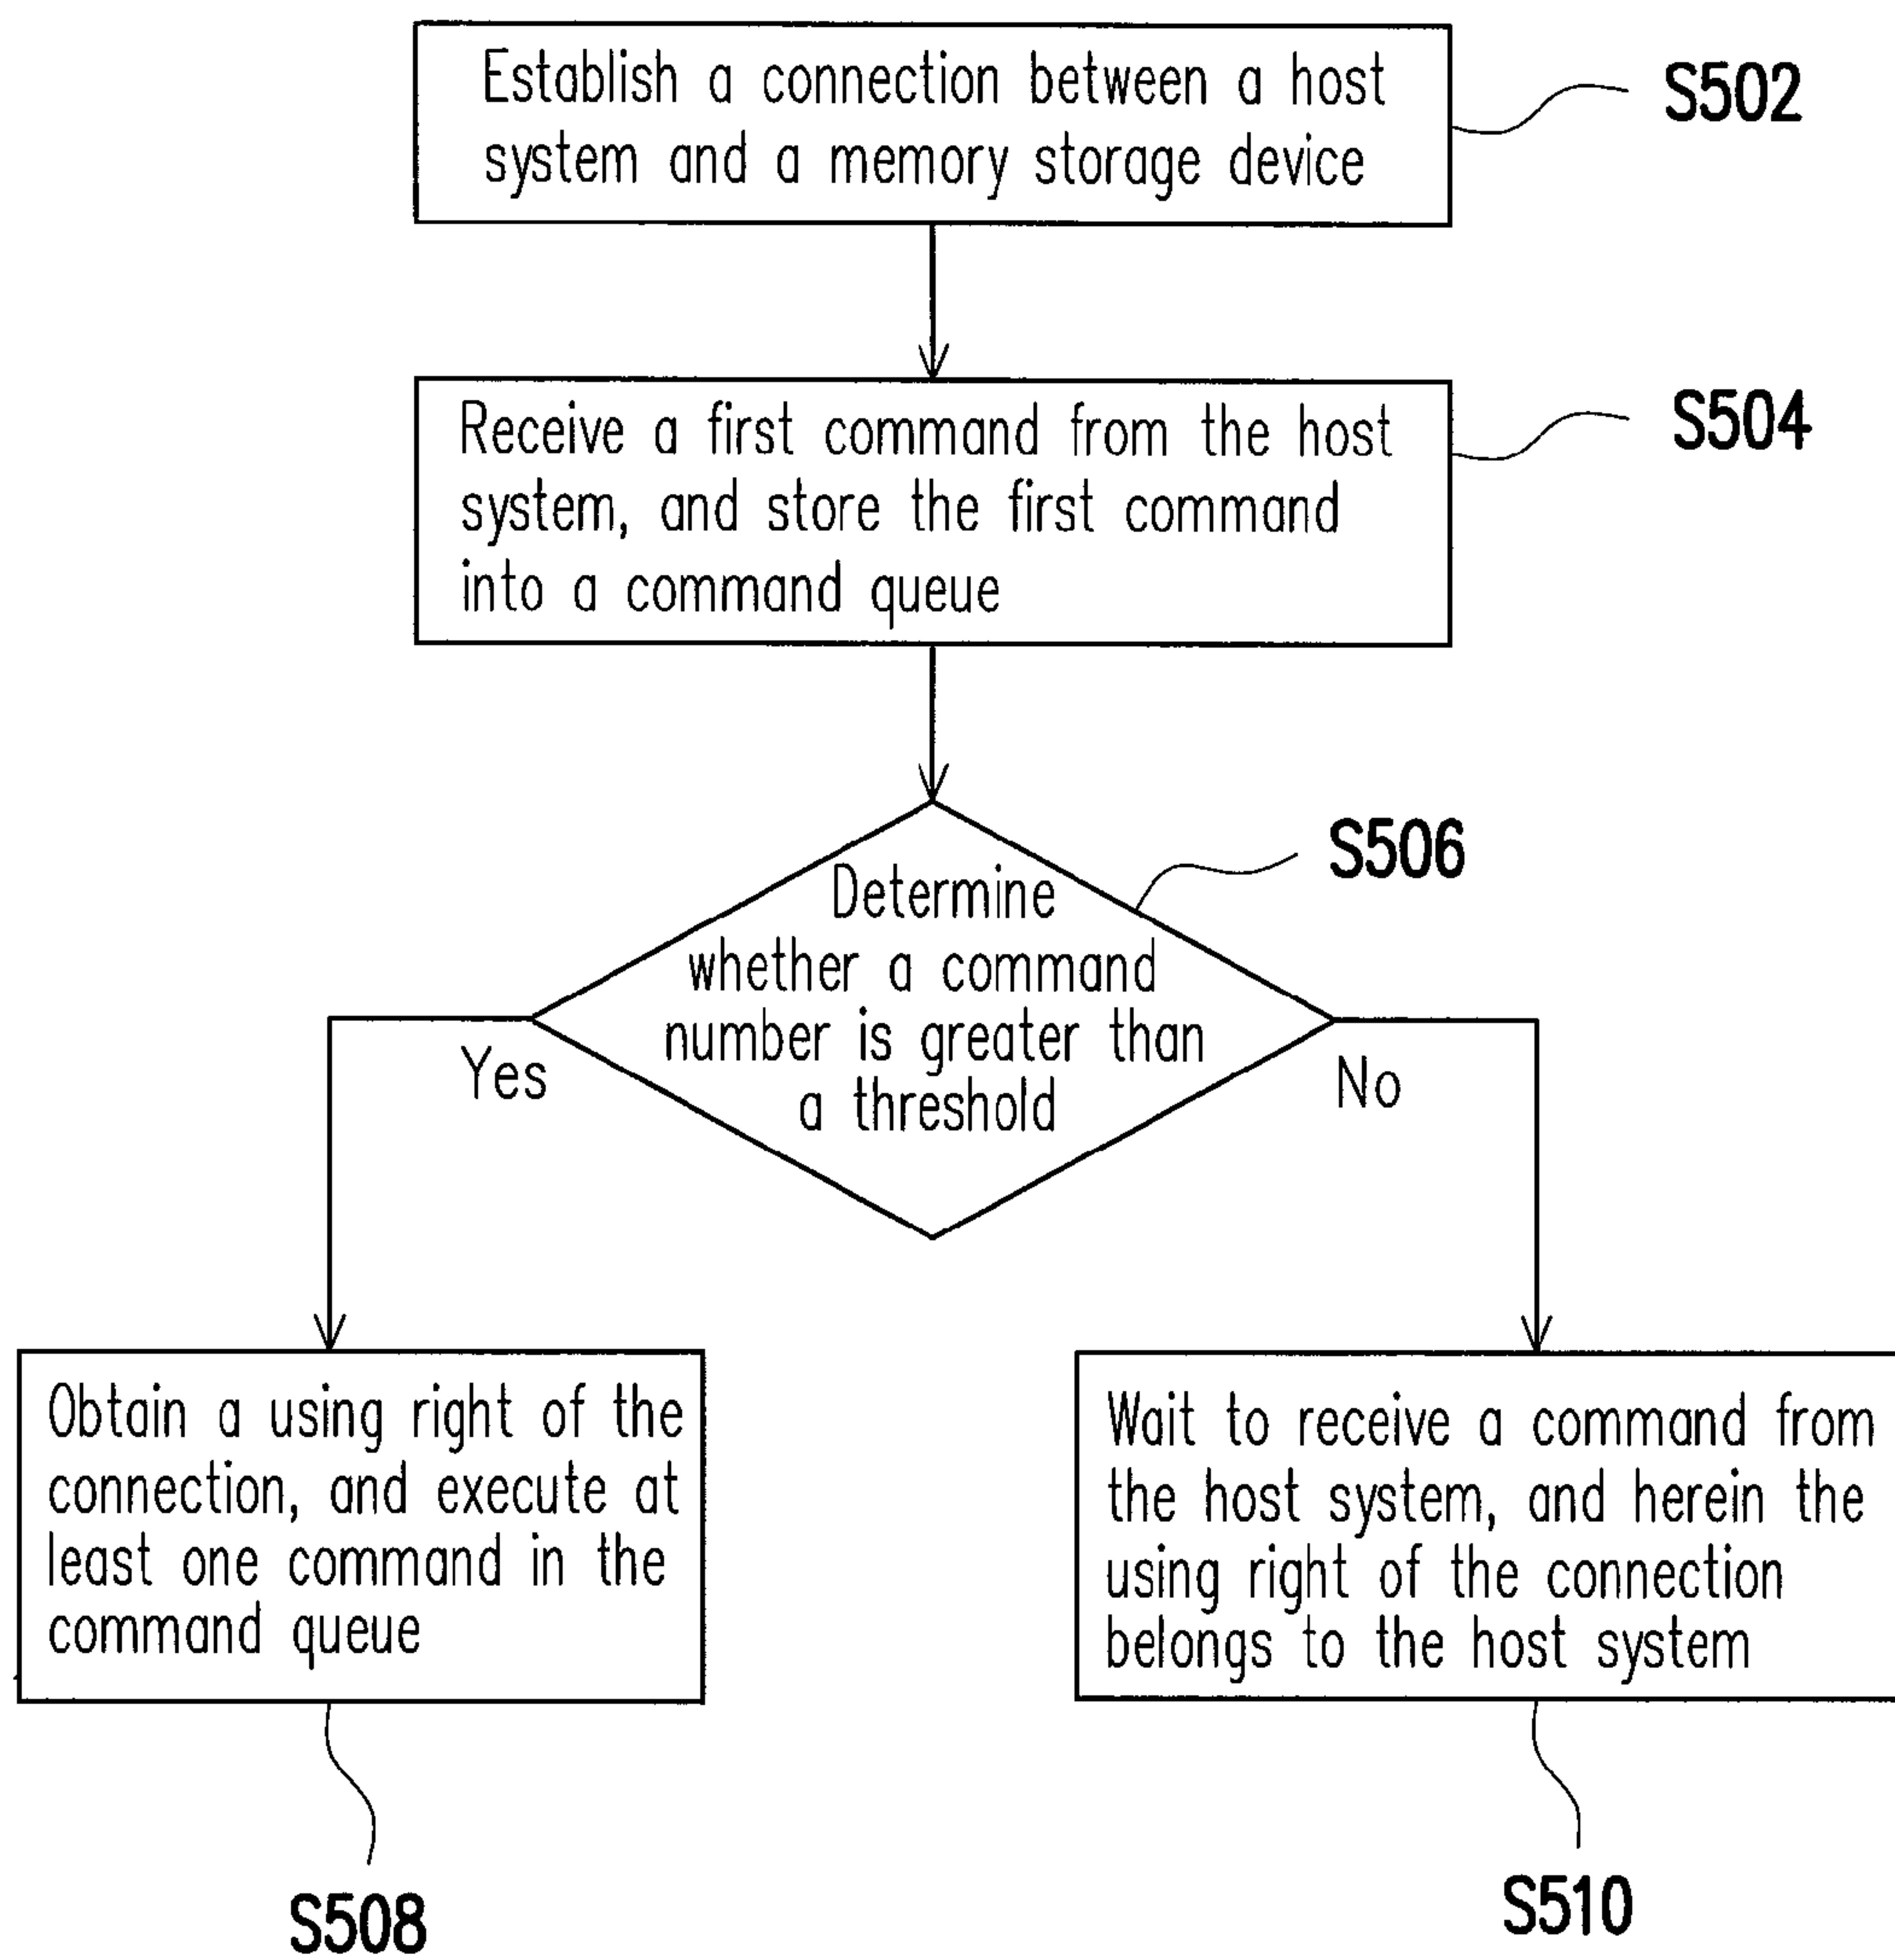 Establish a connection between a host
system and a memory storage device
S502
Receive a first command from the host
system, and store the first command
into a command queue
S504
Determine
whether a command
number is greater than
a threshold
S506
Yes
No
Obtain a using right of the
connection, and execute at
least one command in the
command queue
S508
Wait to receive a command from
the host system, and herein the
using right of the connection
belongs to the host system
S510